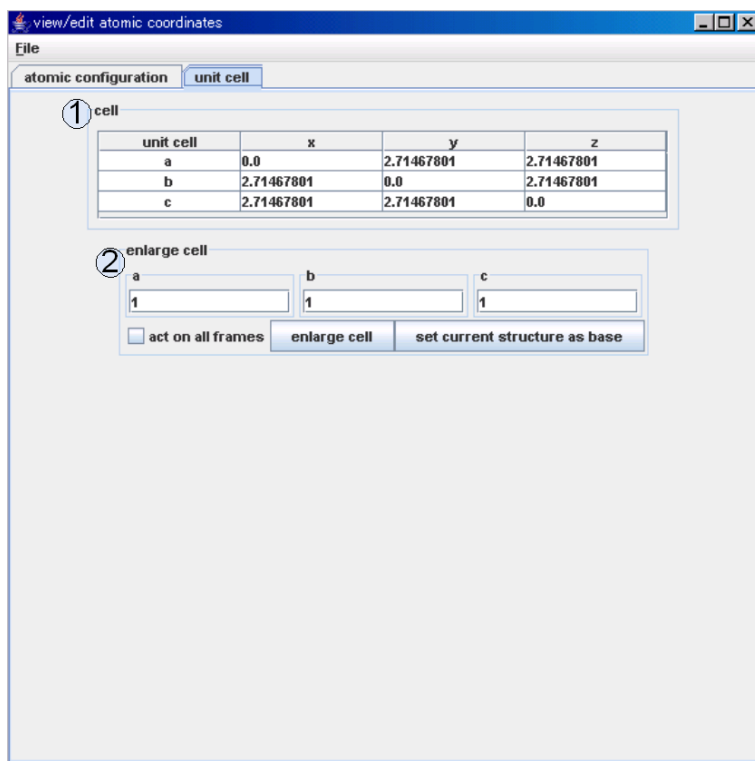 view/edit atomic coordinates
File
atomic configuration unit cell
① cell
unit cell x y z
a 0.0 2.71467801 2.71467801
b 2.71467801 0.0 2.71467801
c 2.71467801 2.71467801 0.0
② enlarge cell
a b c
1 1 1
act on all frames enlarge cell set current structure as base